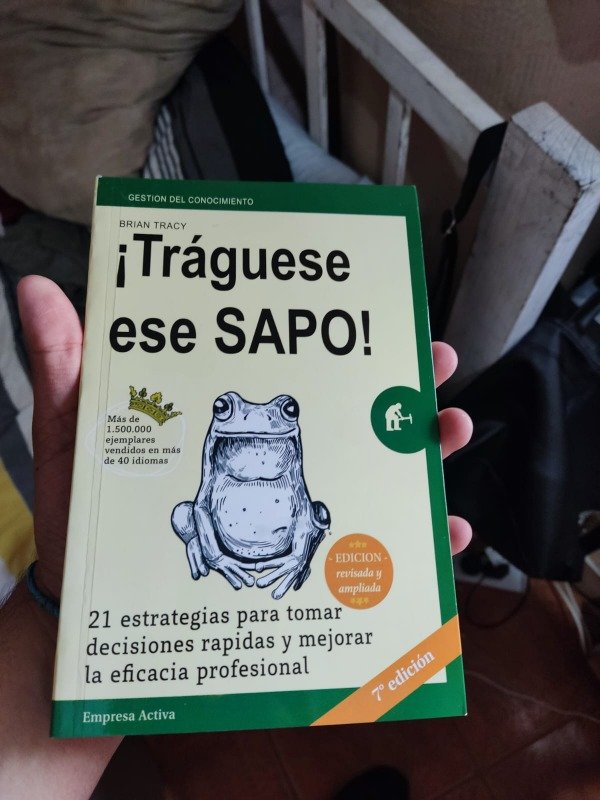 GESTION DEL CONOCIMIENTO
BRIAN TRACY
¡Tráguese
ese SAPO!
Más de
1.500.000
ejemplares
vendidos en más
de 40 idiomas
EDICION
revisada y
ampliada
21 estrategias para tomar
decisiones rapidas y mejorar
la eficacia profesional
7º edición
Empresa Activa